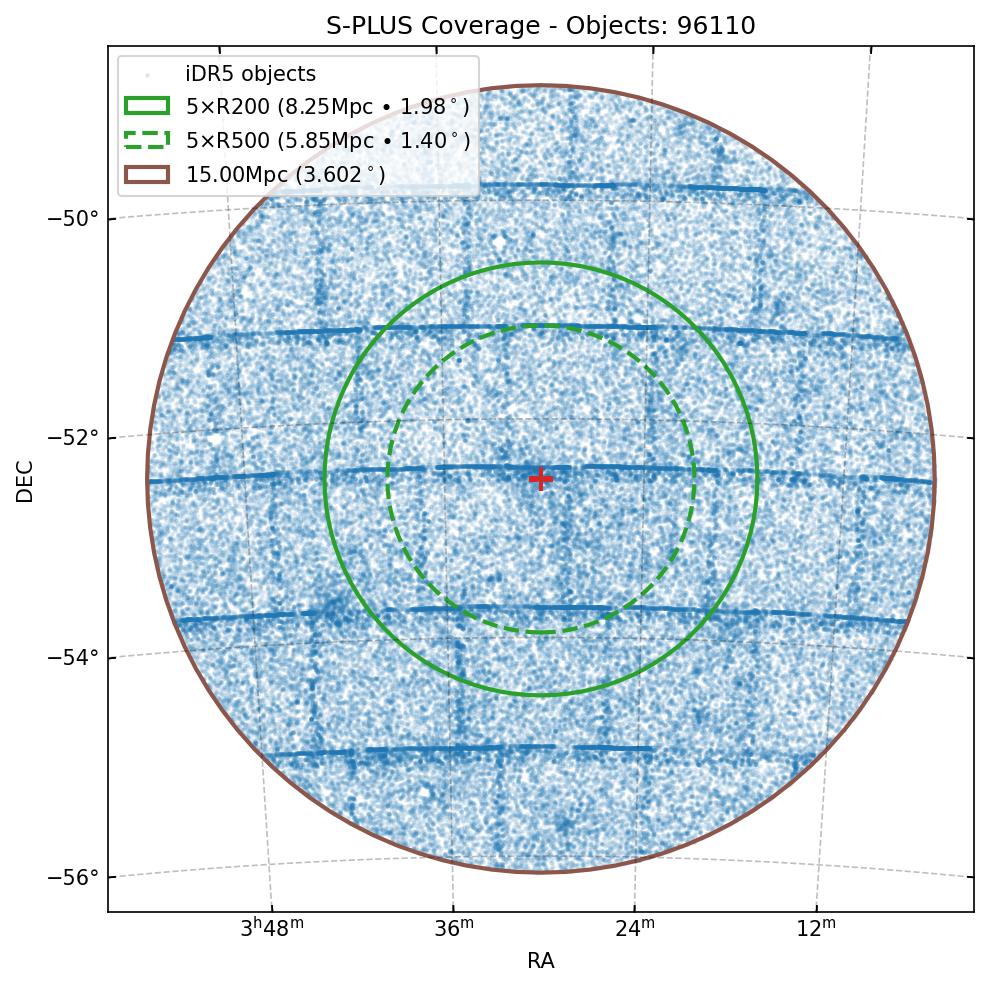 S-PLUS Coverage - Objects: 96110
iDR5 objects
5×R200 (8.25Mpc • 1.98°)
5×R500 (5.85Mpc • 1.40°)
15.00Mpc (3.602°)
−50°
−52°
−54°
−56°
DEC
3ʰ48ᵐ
36ᵐ
24ᵐ
12ᵐ
RA